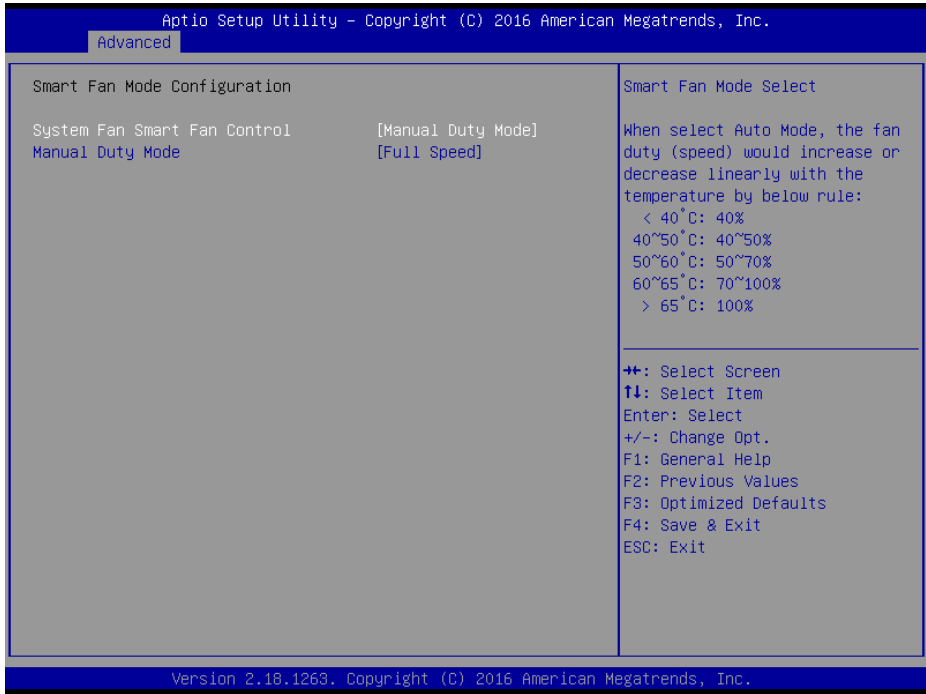 Aptio Setup Utility – Copyright (C) 2016 American Megatrends, Inc.
Advanced
Smart Fan Mode Configuration
System Fan Smart Fan Control [Manual Duty Mode]
Manual Duty Mode [Full Speed]
Smart Fan Mode Select
When select Auto Mode, the fan
duty (speed) would increase or
decrease linearly with the
temperature by below rule:
< 40˚C: 40%
40~50˚C: 40~50%
50~60˚C: 50~70%
60~65˚C: 70~100%
> 65˚C: 100%
→←: Select Screen
↑↓: Select Item
Enter: Select
+/-: Change Opt.
F1: General Help
F2: Previous Values
F3: Optimized Defaults
F4: Save & Exit
ESC: Exit
Version 2.18.1263. Copyright (C) 2016 American Megatrends, Inc.